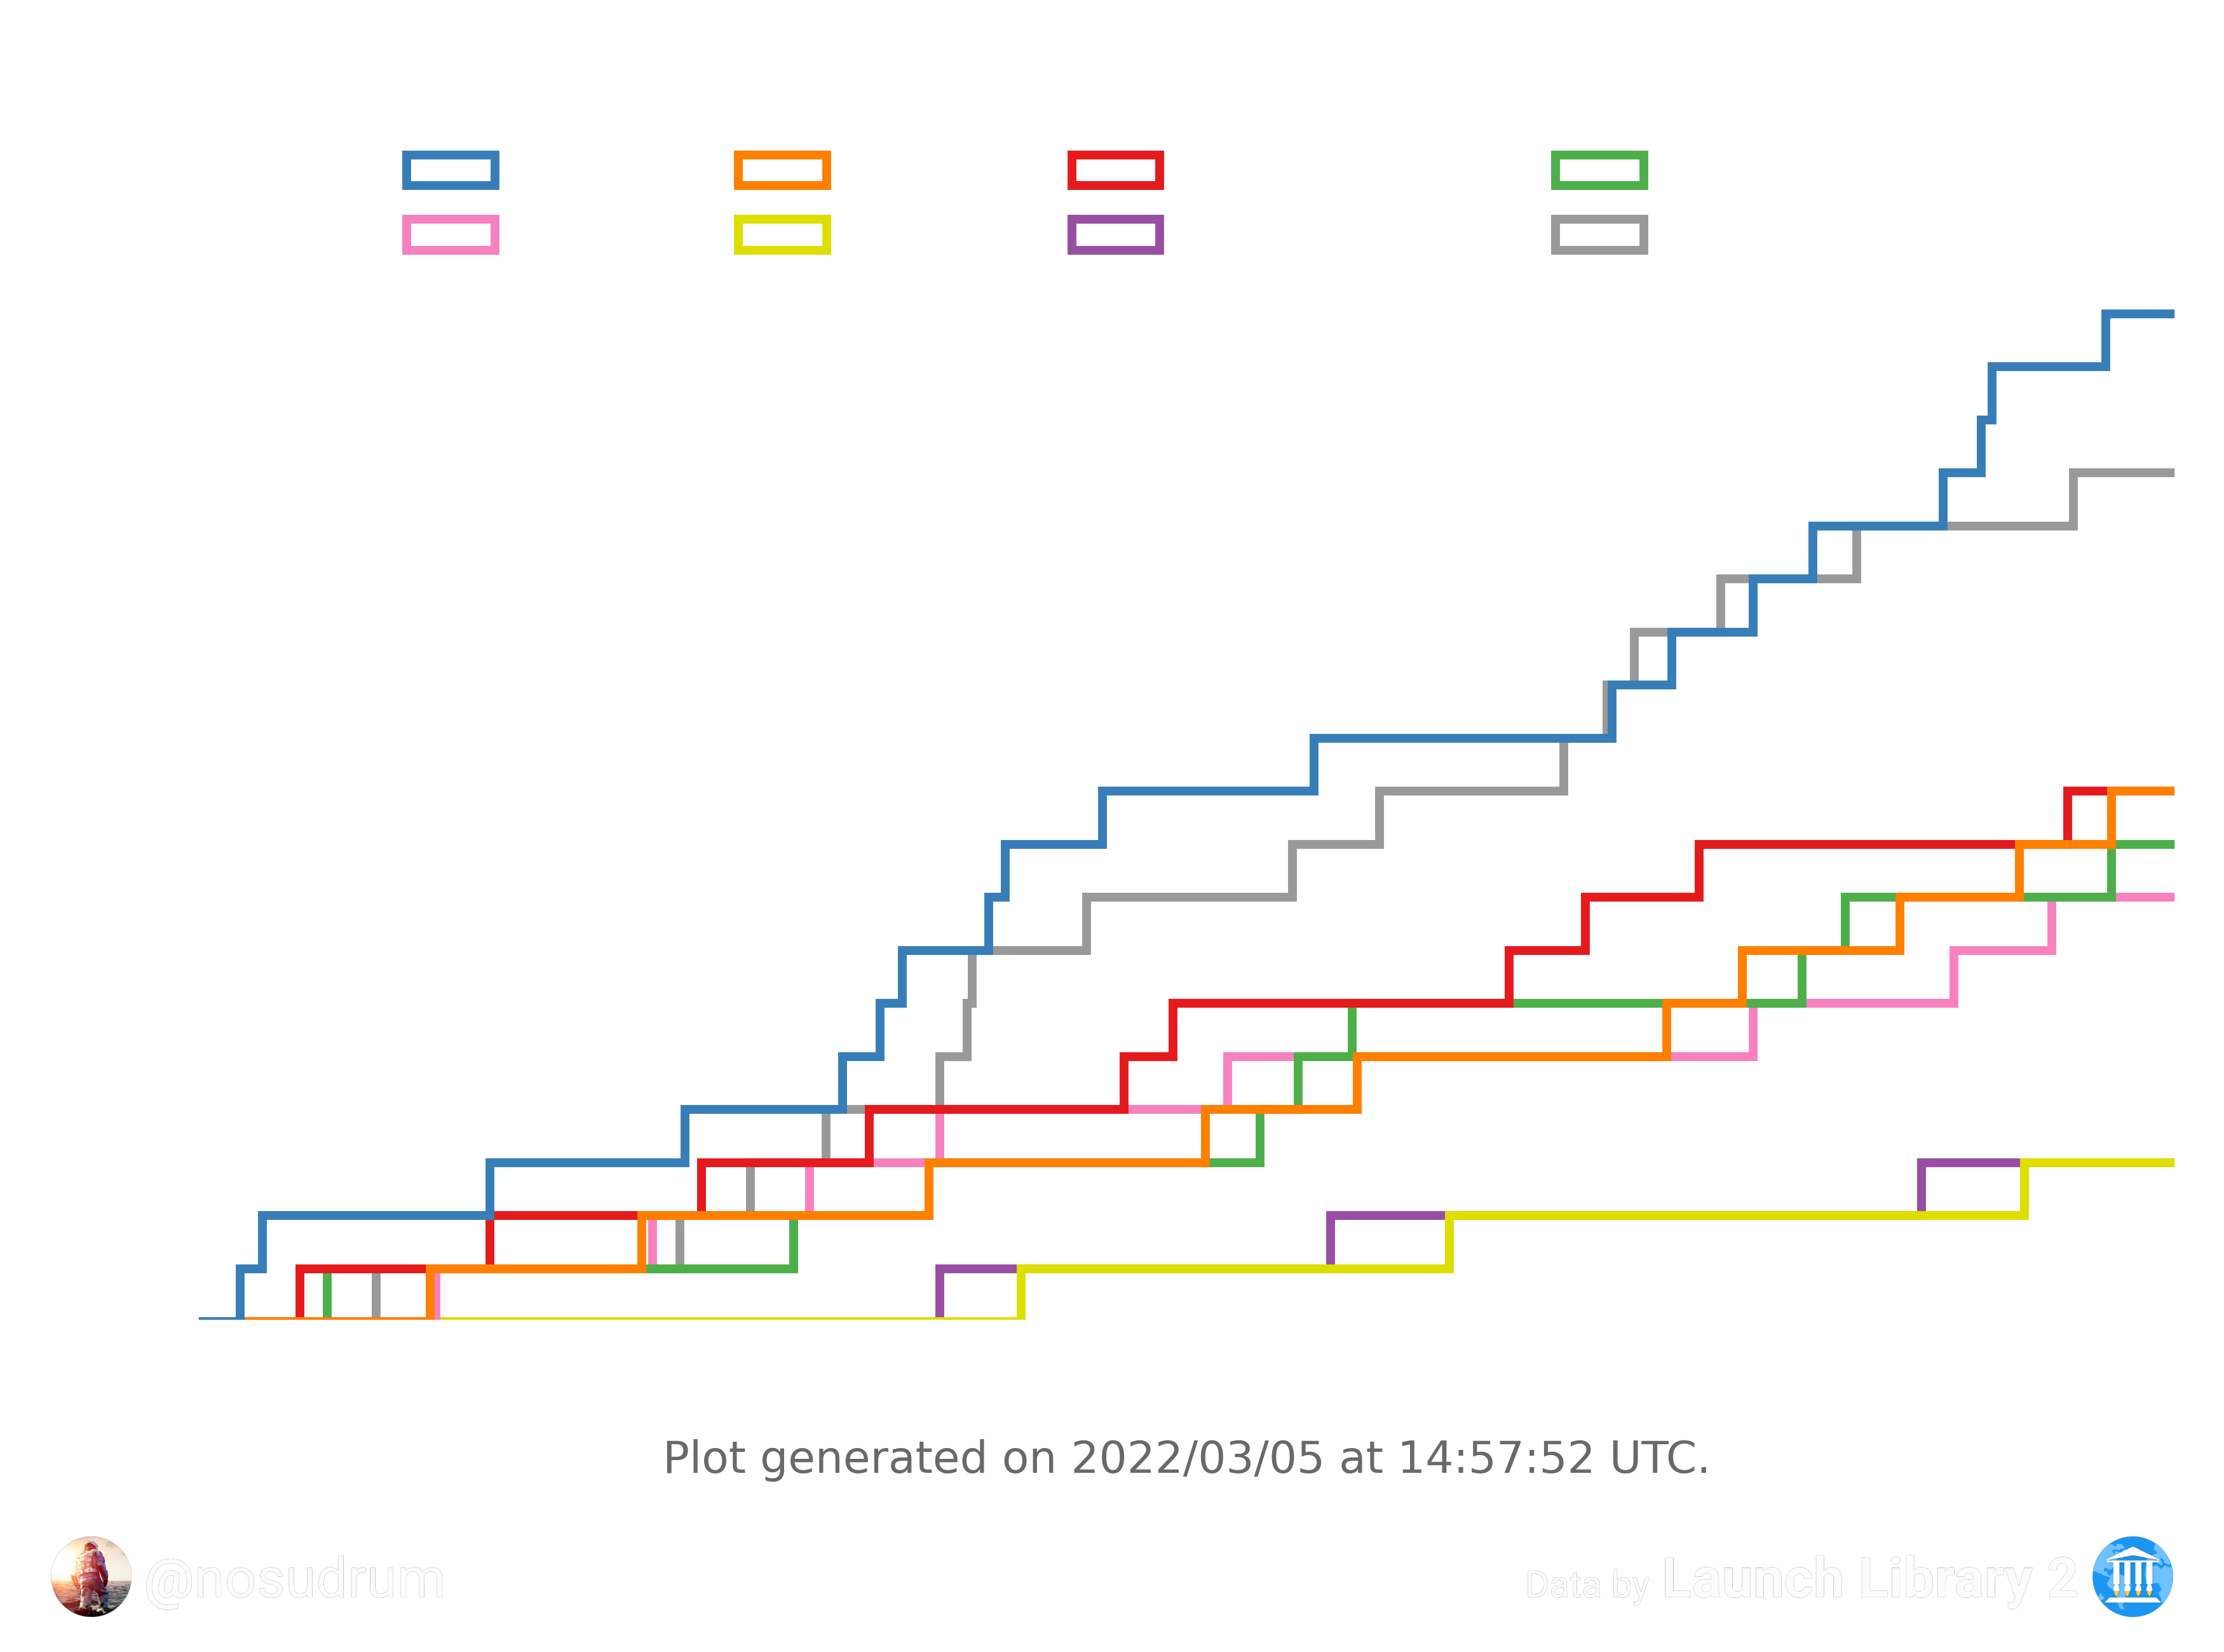 Plot generated on 2022/03/05 at 14:57:52 UTC.
@nosudrum
Data by Launch Library 2